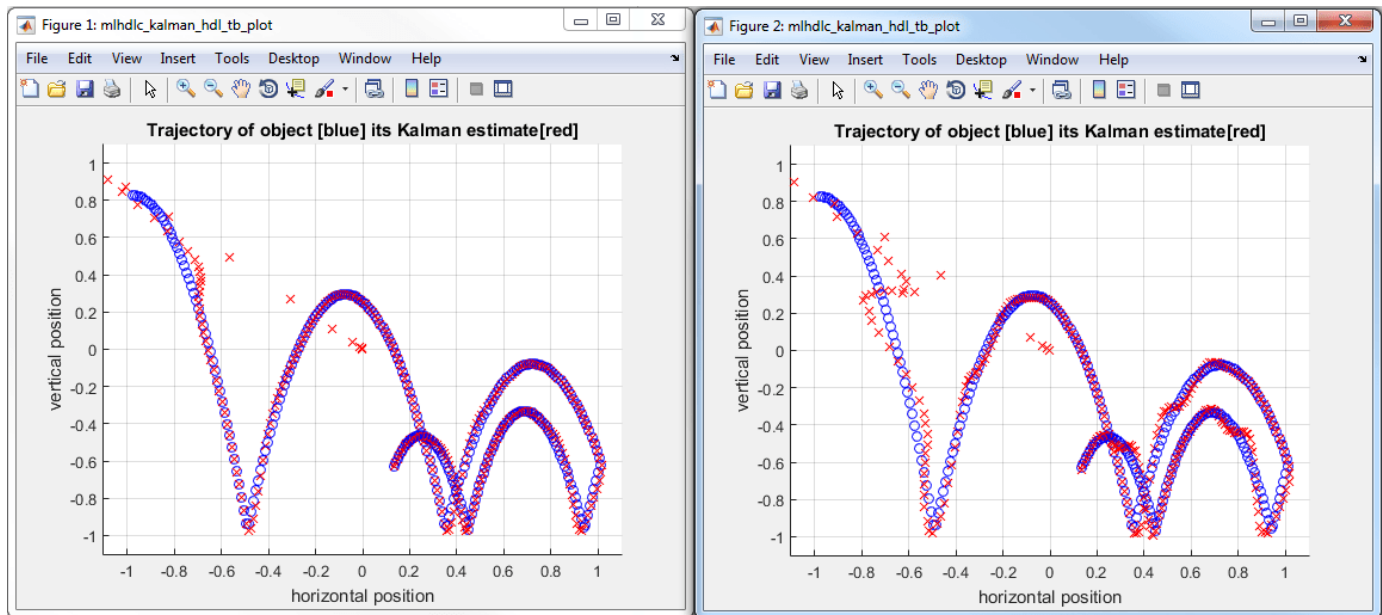 Figure 1: mlhdlc_kalman_hdl_tb_plot
File Edit View Insert Tools Desktop Window Help
Trajectory of object [blue] its Kalman estimate[red]
vertical position
1
0.8
0.6
0.4
0.2
0
-0.2
-0.4
-0.6
-0.8
-1
-1 -0.8 -0.6 -0.4 -0.2 0 0.2 0.4 0.6 0.8 1
horizontal position
Figure 2: mlhdlc_kalman_hdl_tb_plot
File Edit View Insert Tools Desktop Window Help
Trajectory of object [blue] its Kalman estimate[red]
vertical position
1
0.8
0.6
0.4
0.2
0
-0.2
-0.4
-0.6
-0.8
-1
-1 -0.8 -0.6 -0.4 -0.2 0 0.2 0.4 0.6 0.8 1
horizontal position